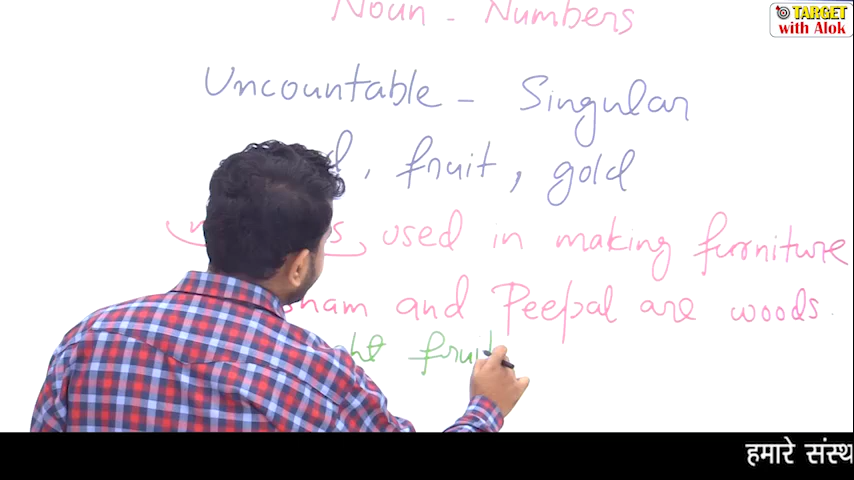 TARGET
with Alok
Noun - Numbers
Uncountable - Singular
, fruit, gold
used in making furniture
and Peepal are woods.
fruit
हमारे संस्थ